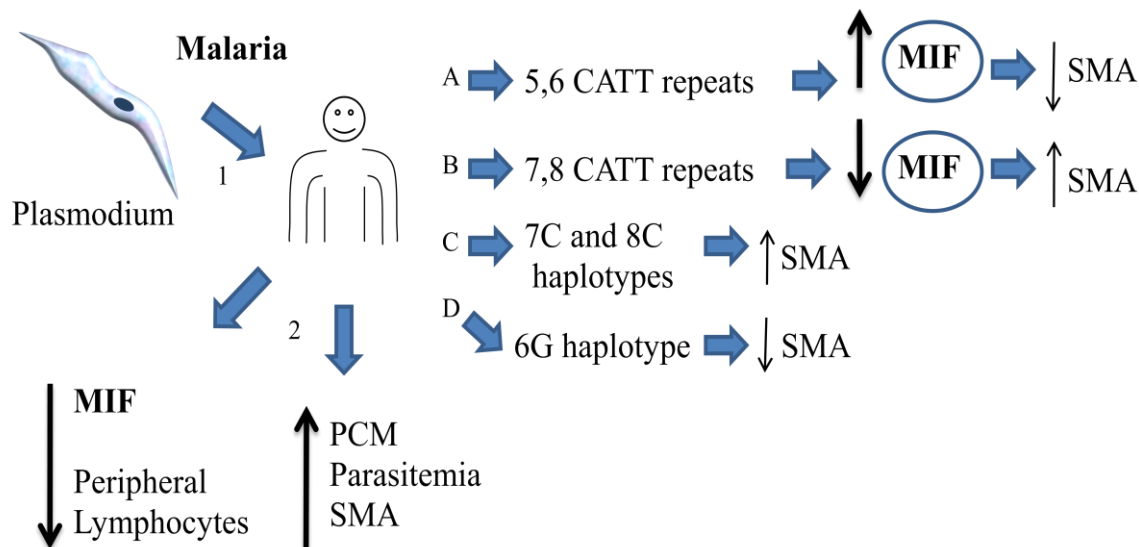 Malaria
Plasmodium
1
2
A
5,6 CATT repeats
MIF
SMA
B
7,8 CATT repeats
MIF
SMA
C
7C and 8C
haplotypes
SMA
D
6G haplotype
SMA
MIF
Peripheral
Lymphocytes
PCM
Parasitemia
SMA